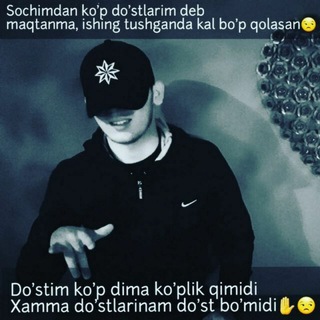 Sochimdan ko'p do'stlarim deb
maqtanma, ishing tushganda kal bo'p qolasan😒
Do'stim ko'p dima ko'plik qimidi
Xamma do'stlarinam do'st bo'midi✋😒